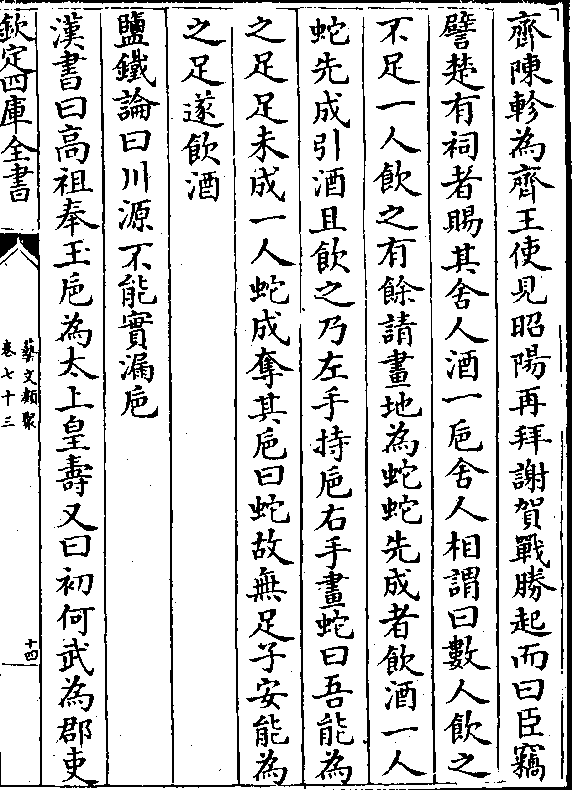 齊陳軫為齊王使見昭陽再拜謝賀戰勝起而曰臣竊
譬楚有祠者賜其舍人酒一巵舍人相謂曰數人飲之
不足一人飲之有餘請畫地為蛇蛇先成者飲酒一人
蛇先成引酒且飲之乃左手持巵右手畫蛇曰吾能為
之足足未成一人蛇成奪其巵曰蛇故無足子安能為
之足遂飲酒
鹽鐵論曰川源不能實漏巵
漢書曰高祖奉玉巵為太上皇壽又曰初何武為郡吏
欽定四庫全書
藝文類聚
卷七十三
十四